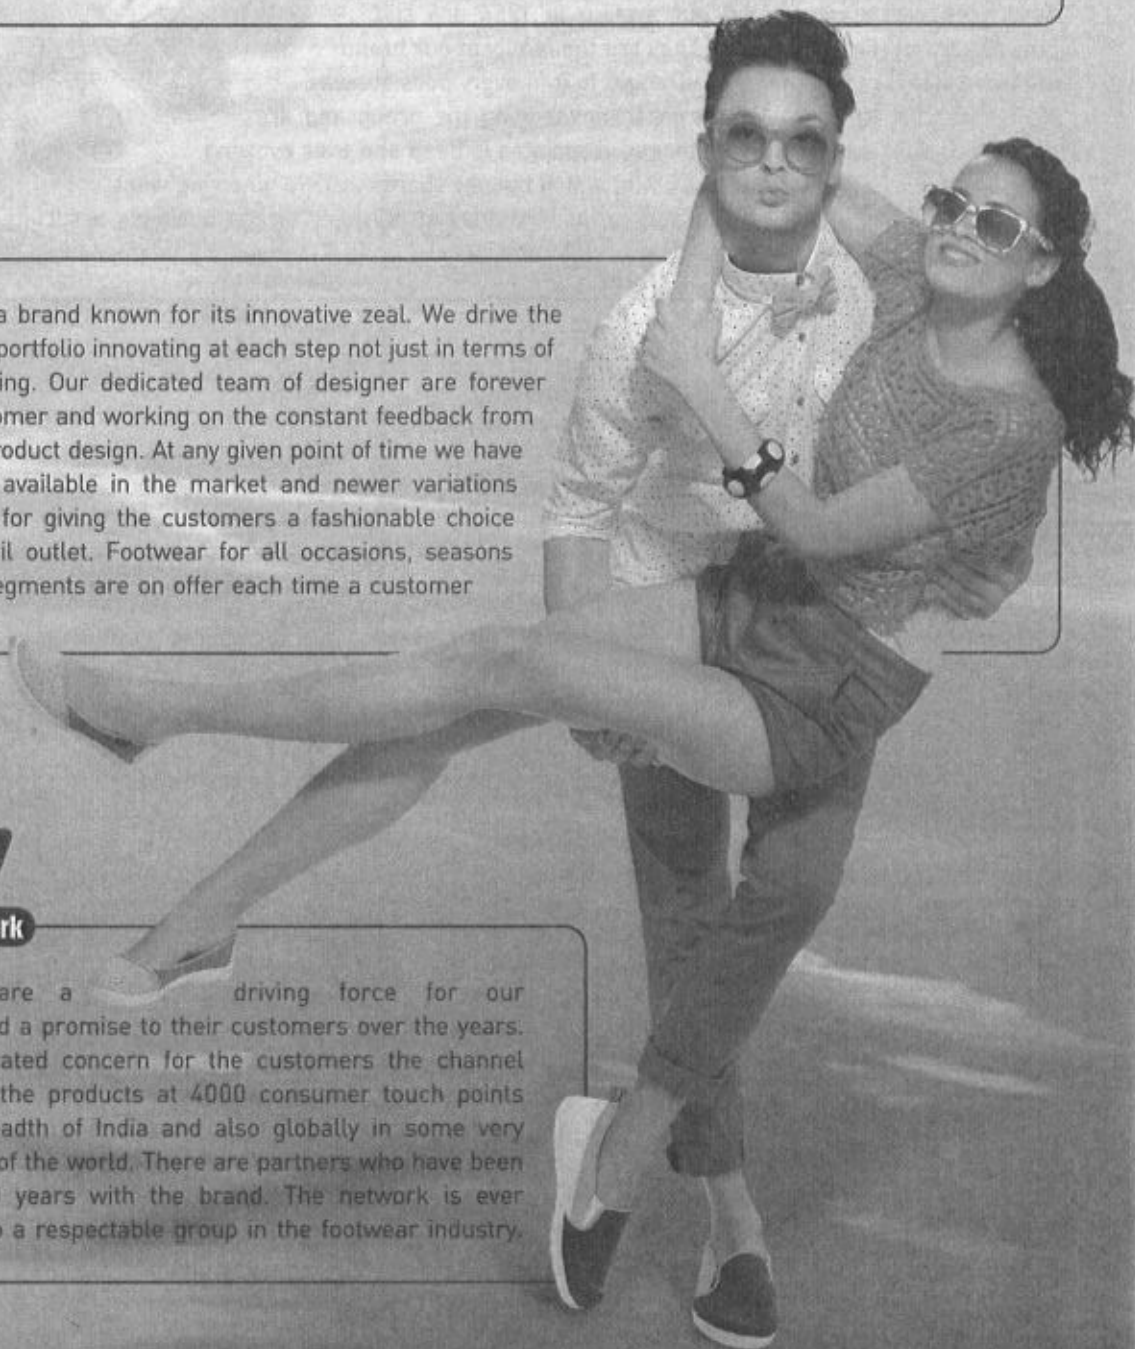 a brand known for its innovative zeal. We drive the
portfolio innovating at each step not just in terms of
ing. Our dedicated team of designer are forever
omer and working on the constant feedback from
roduct design. At any given point of time we have
available in the market and newer variations
for giving the customers a fashionable choice
il outlet. Footwear for all occasions, seasons
egments are on offer each time a customer
rk
are a driving force for our
d a promise to their customers over the years.
ated concern for the customers the channel
the products at 4000 consumer touch points
adth of India and also globally in some very
of the world. There are partners who have been
years with the brand. The network is ever
o a respectable group in the footwear industry.